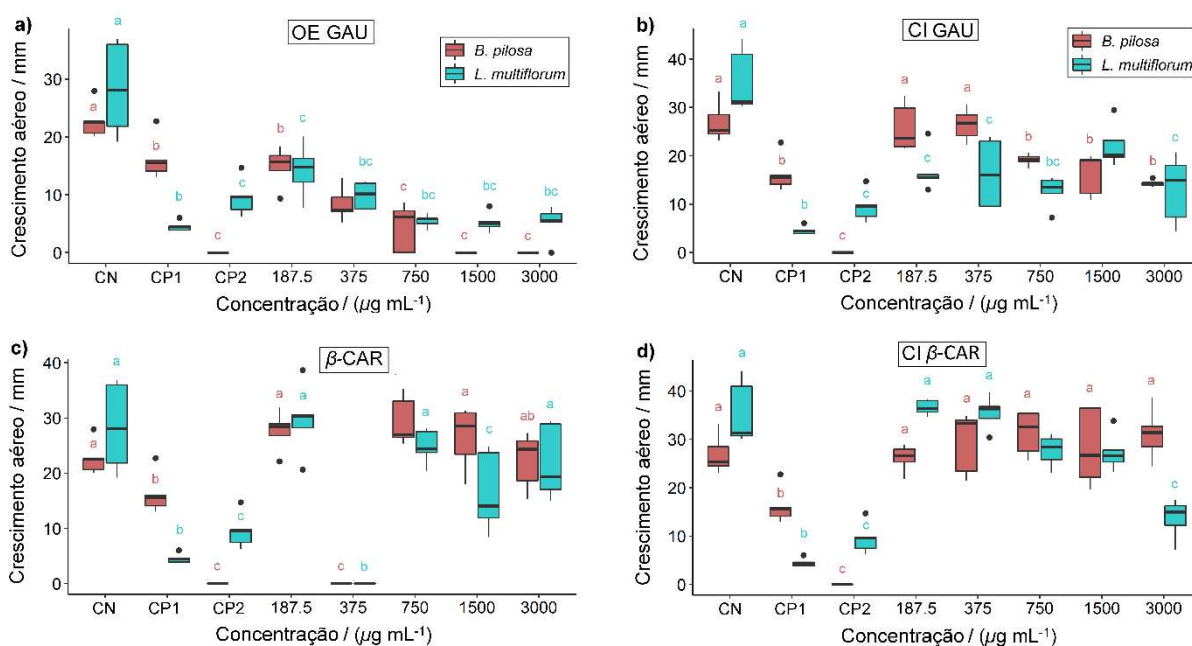 a)
OE GAU
B. pilosa
L. multiflorum
Crescimento aéreo / mm
30
20
10
0
a
a
b
b
c
c
b
c
bc
c
bc
c
bc
c
bc
CN CP1 CP2 187.5 375 750 1500 3000
Concentração / (µg mL⁻¹)
b)
CI GAU
B. pilosa
L. multiflorum
Crescimento aéreo / mm
40
30
20
10
0
a
a
b
b
c
c
a
c
a
c
b
bc
b
b
c
CN CP1 CP2 187.5 375 750 1500 3000
Concentração / (µg mL⁻¹)
c)
β-CAR
Crescimento aéreo / mm
40
30
20
10
0
a
a
b
b
c
c
a
a
c
b
a
a
c
ab
a
CN CP1 CP2 187.5 375 750 1500 3000
Concentração / (µg mL⁻¹)
d)
CI β-CAR
Crescimento aéreo / mm
40
30
20
10
0
a
a
b
b
c
c
a
a
a
a
a
a
c
CN CP1 CP2 187.5 375 750 1500 3000
Concentração / (µg mL⁻¹)